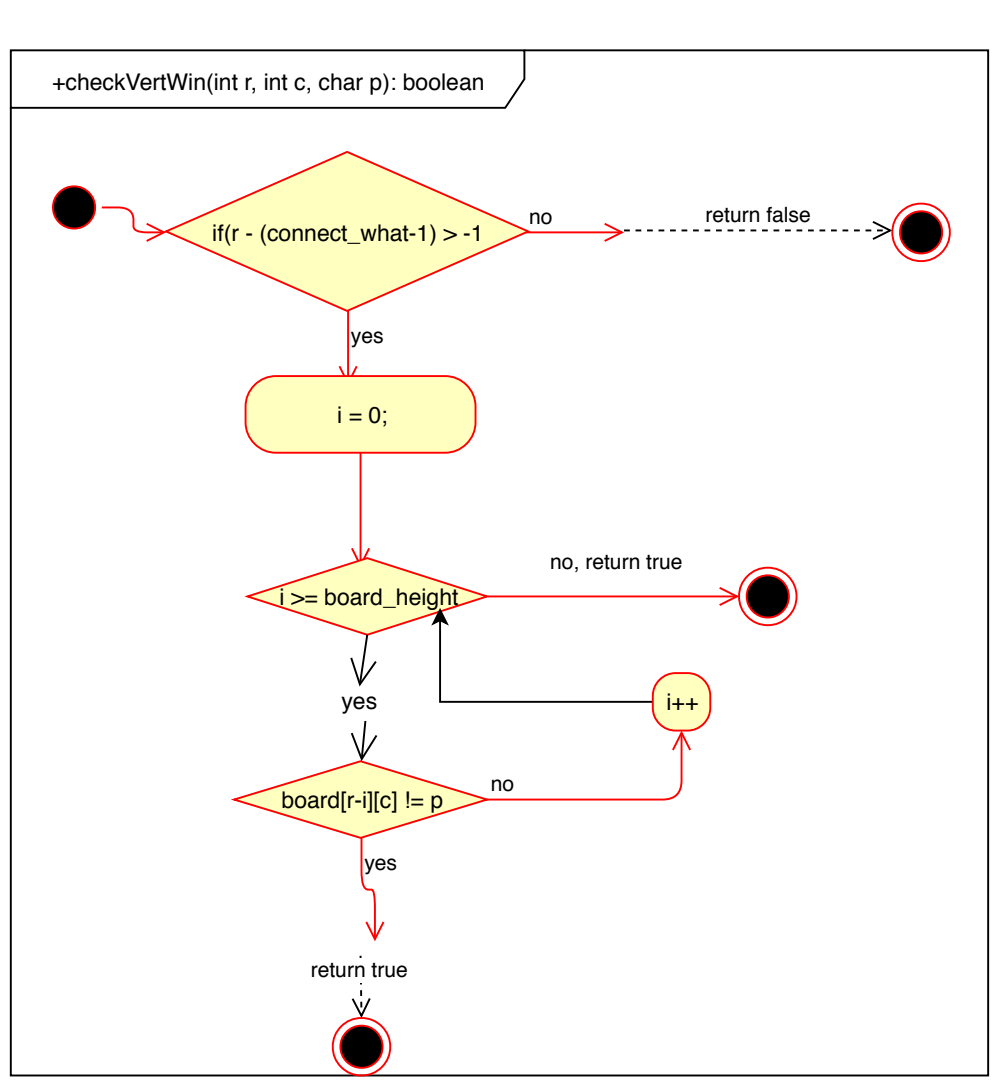 +checkVertWin(int r, int c, char p): boolean
if(r - (connect_what-1) > -1
no
return false
yes
i = 0;
no, return true
i >= board_height
yes
i++
no
board[r-i][c] != p
yes
return true